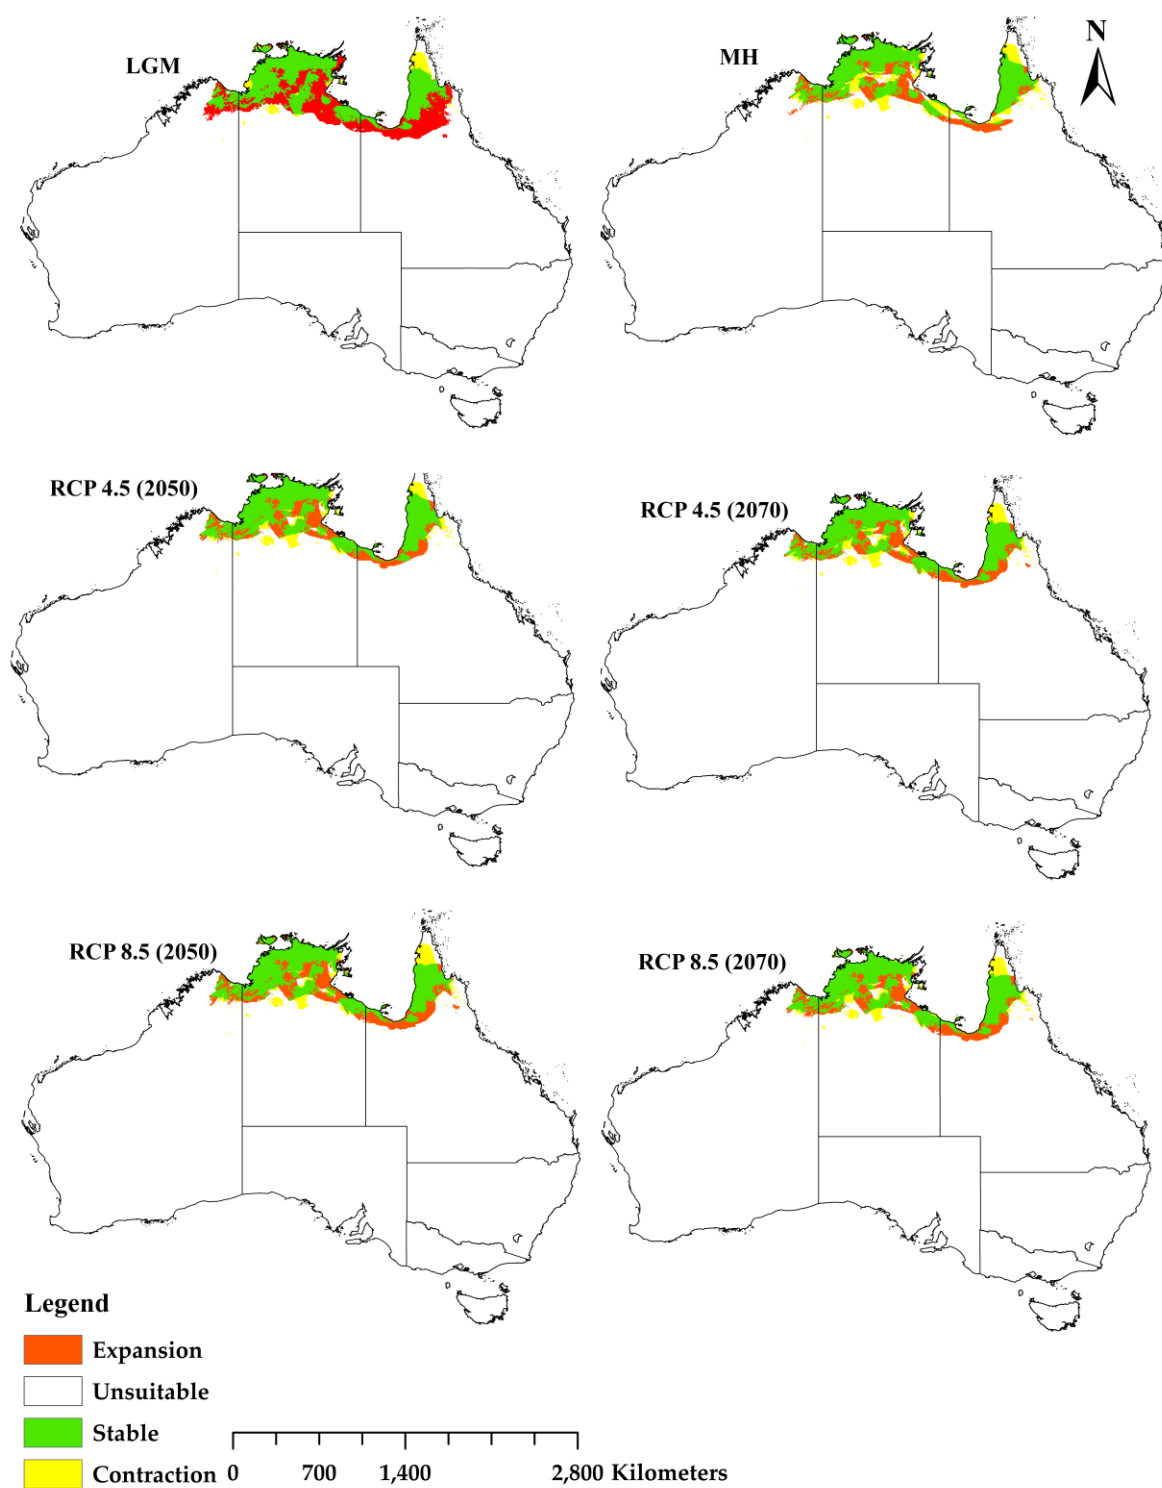 LGM
MH
N
RCP 4.5 (2050)
RCP 4.5 (2070)
RCP 8.5 (2050)
RCP 8.5 (2070)
Legend
Expansion
Unsuitable
Stable
Contraction
0 700 1,400 2,800 Kilometers